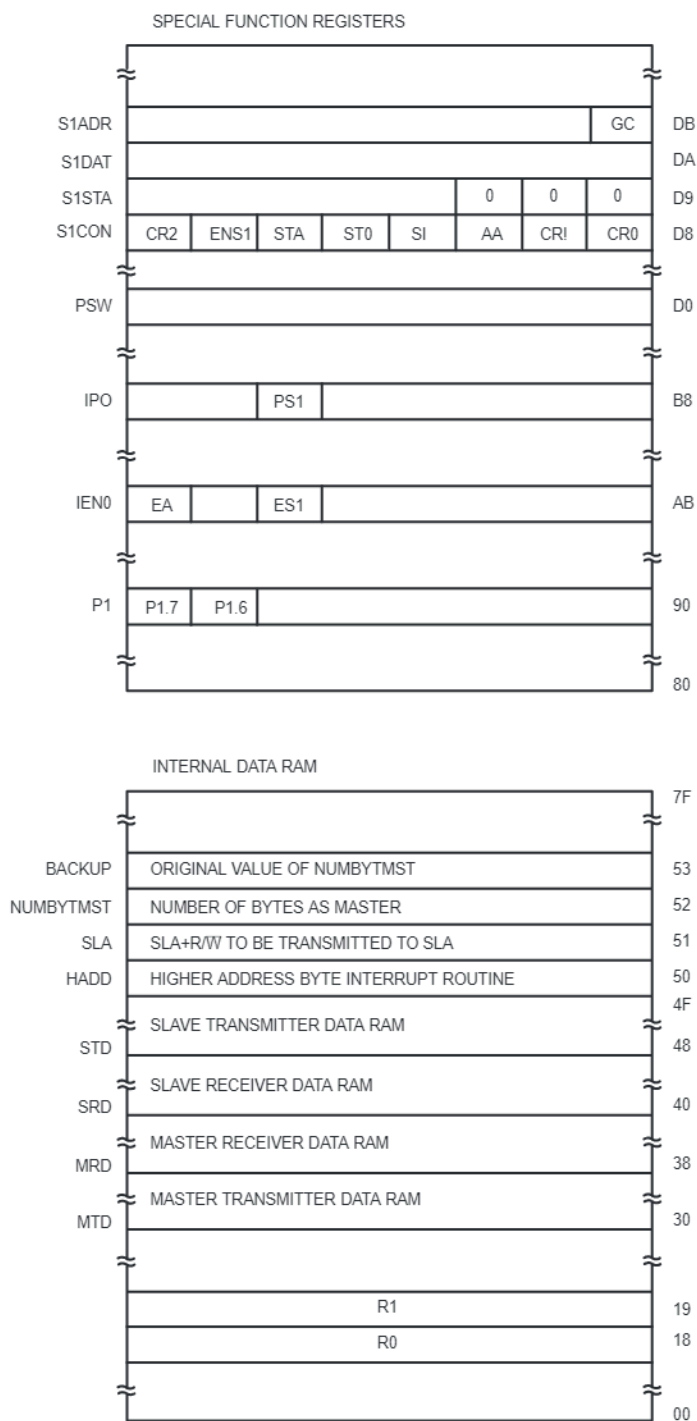 SPECIAL FUNCTION REGISTERS
S1ADR GC DB
S1DAT DA
S1STA 0 0 0 D9
S1CON CR2 ENS1 STA ST0 SI AA CR! CR0 D8
PSW D0
IPO PS1 B8
IEN0 EA ES1 AB
P1 P1.7 P1.6 90
80
INTERNAL DATA RAM
7F
BACKUP ORIGINAL VALUE OF NUMBYTMST 53
NUMBYTMST NUMBER OF BYTES AS MASTER 52
SLA SLA+R/W TO BE TRANSMITTED TO SLA 51
HADD HIGHER ADDRESS BYTE INTERRUPT ROUTINE 50
4F
SLAVE TRANSMITTER DATA RAM
STD 48
SLAVE RECEIVER DATA RAM
SRD 40
MASTER RECEIVER DATA RAM
MRD 38
MASTER TRANSMITTER DATA RAM
MTD 30
R1 19
R0 18
00